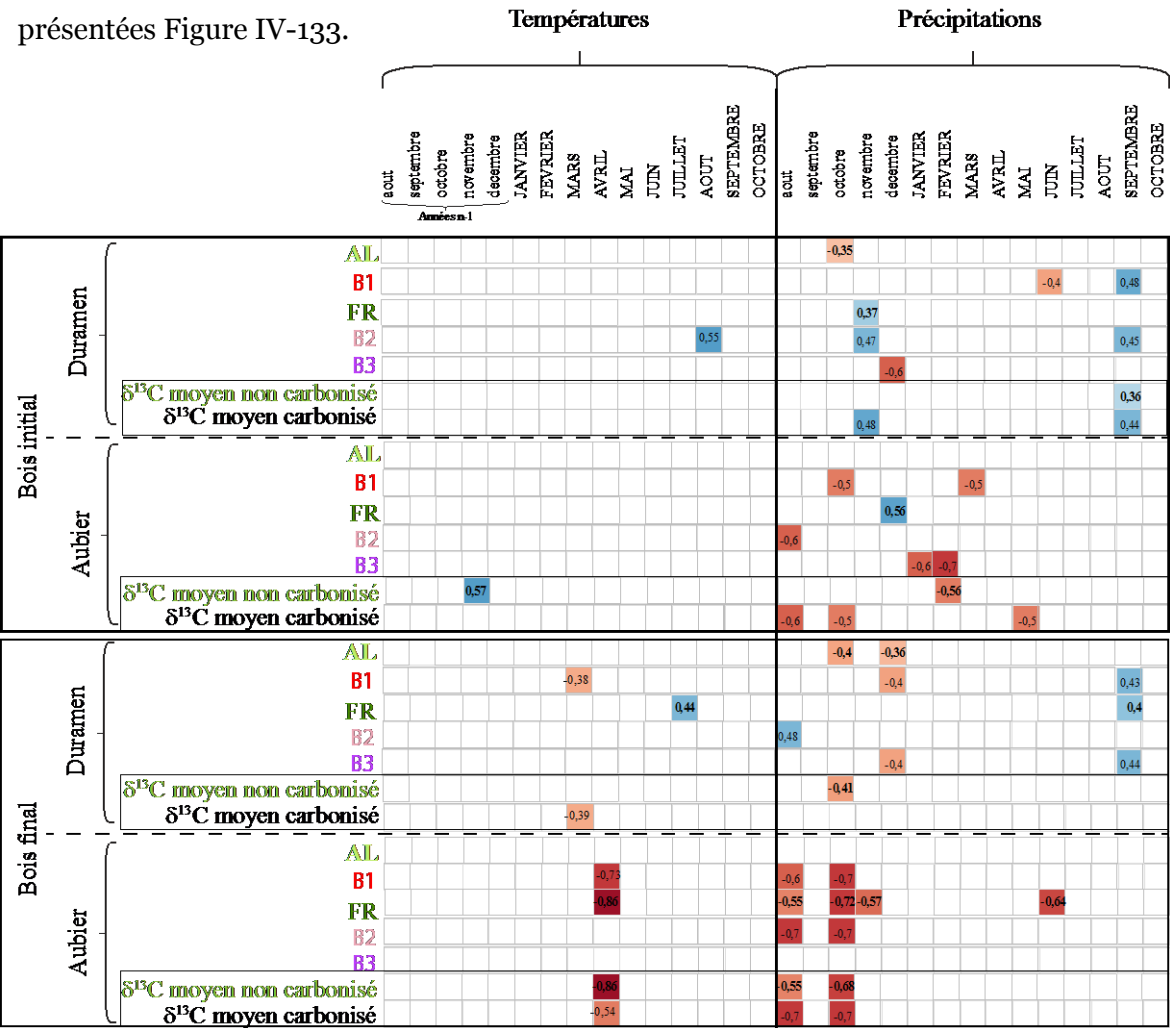 présentées Figure IV-133.
Températures Précipitations
aout septembre octobre novembre decembre JANVIER FEVRIER MARS AVRIL MAI JUIN JUILLET AOUT SEPTEMBRE OCTOBRE aout septembre octobre novembre decembre JANVIER FEVRIER MARS AVRIL MAI JUIN JUILLET AOUT SEPTEMBRE OCTOBRE
Années n-1
Bois initial
Duramen
AL -0,35
B1 -0,4 0,48
FR 0,37
B2 0,55 0,47 0,45
B3 -0,6
δ¹³C moyen non carbonisé 0,36
δ¹³C moyen carbonisé 0,48 0,44
Aubier
AL
B1 -0,5 -0,5
FR 0,56
B2 -0,6
B3 -0,6 -0,7
δ¹³C moyen non carbonisé 0,57 -0,56
δ¹³C moyen carbonisé -0,6 -0,5 -0,5
Bois final
Duramen
AL -0,4 -0,36
B1 -0,38 -0,4 0,43
FR 0,44 0,4
B2 0,48
B3 -0,4 0,44
δ¹³C moyen non carbonisé -0,41
δ¹³C moyen carbonisé -0,39
Aubier
AL
B1 -0,73 -0,6 -0,7
FR -0,86 -0,55 -0,72 -0,57 -0,64
B2 -0,7 -0,7
B3
δ¹³C moyen non carbonisé -0,86 -0,55 -0,68
δ¹³C moyen carbonisé -0,54 -0,7 -0,7